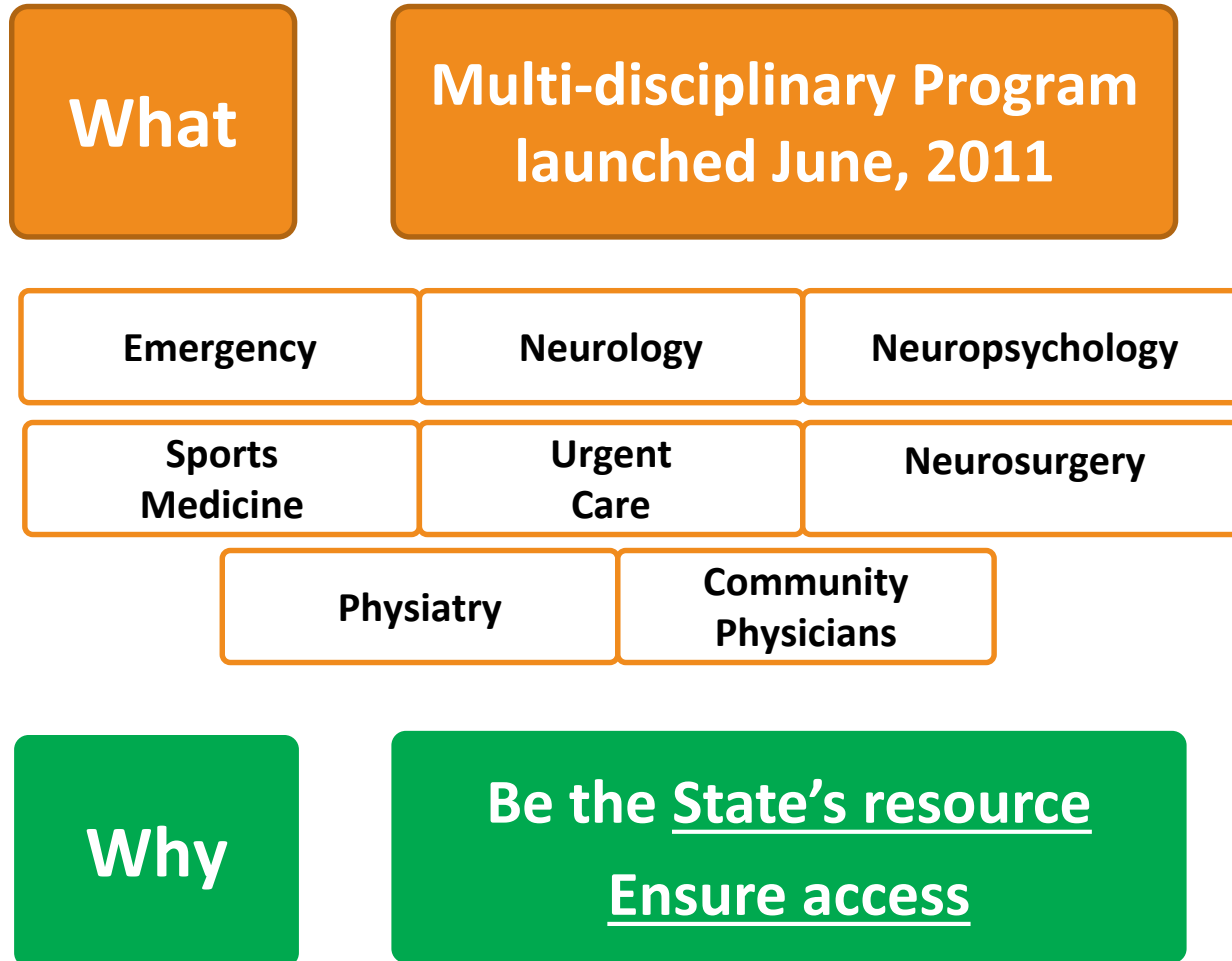 What
Multi-disciplinary Program
launched June, 2011
Emergency
Neurology
Neuropsychology
Sports
Medicine
Urgent
Care
Neurosurgery
Physiatry
Community
Physicians
Why
Be the State’s resource
Ensure access